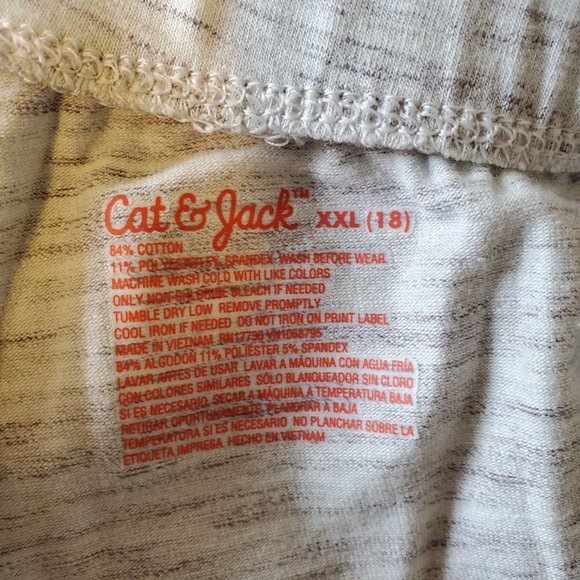 Cat & Jack™ XXL (18)
84% COTTON
11% POLYESTER 5% SPANDEX WASH BEFORE WEAR
MACHINE WASH COLD WITH LIKE COLORS
ONLY BLEACH IF NEEDED
TUMBLE DRY LOW REMOVE PROMPTLY
COOL IRON IF NEEDED DO NOT IRON ON PRINT LABEL
MADE IN VIETNAM
84% ALGODÓN 11% POLIÉSTER 5% SPANDEX
LAVAR ANTES DE USAR LAVAR A MÁQUINA CON AGUA FRÍA
CON COLORES SIMILARES SÓLO BLANQUEADOR SIN CLORO
SI ES NECESARIO SECAR A MÁQUINA A TEMPERATURA BAJA
RETIRAR OPORTUNAMENTE PLANCHAR A BAJA
TEMPERATURA SI ES NECESARIO NO PLANCHAR SOBRE LA
ETIQUETA IMPRESA HECHO EN VIETNAM